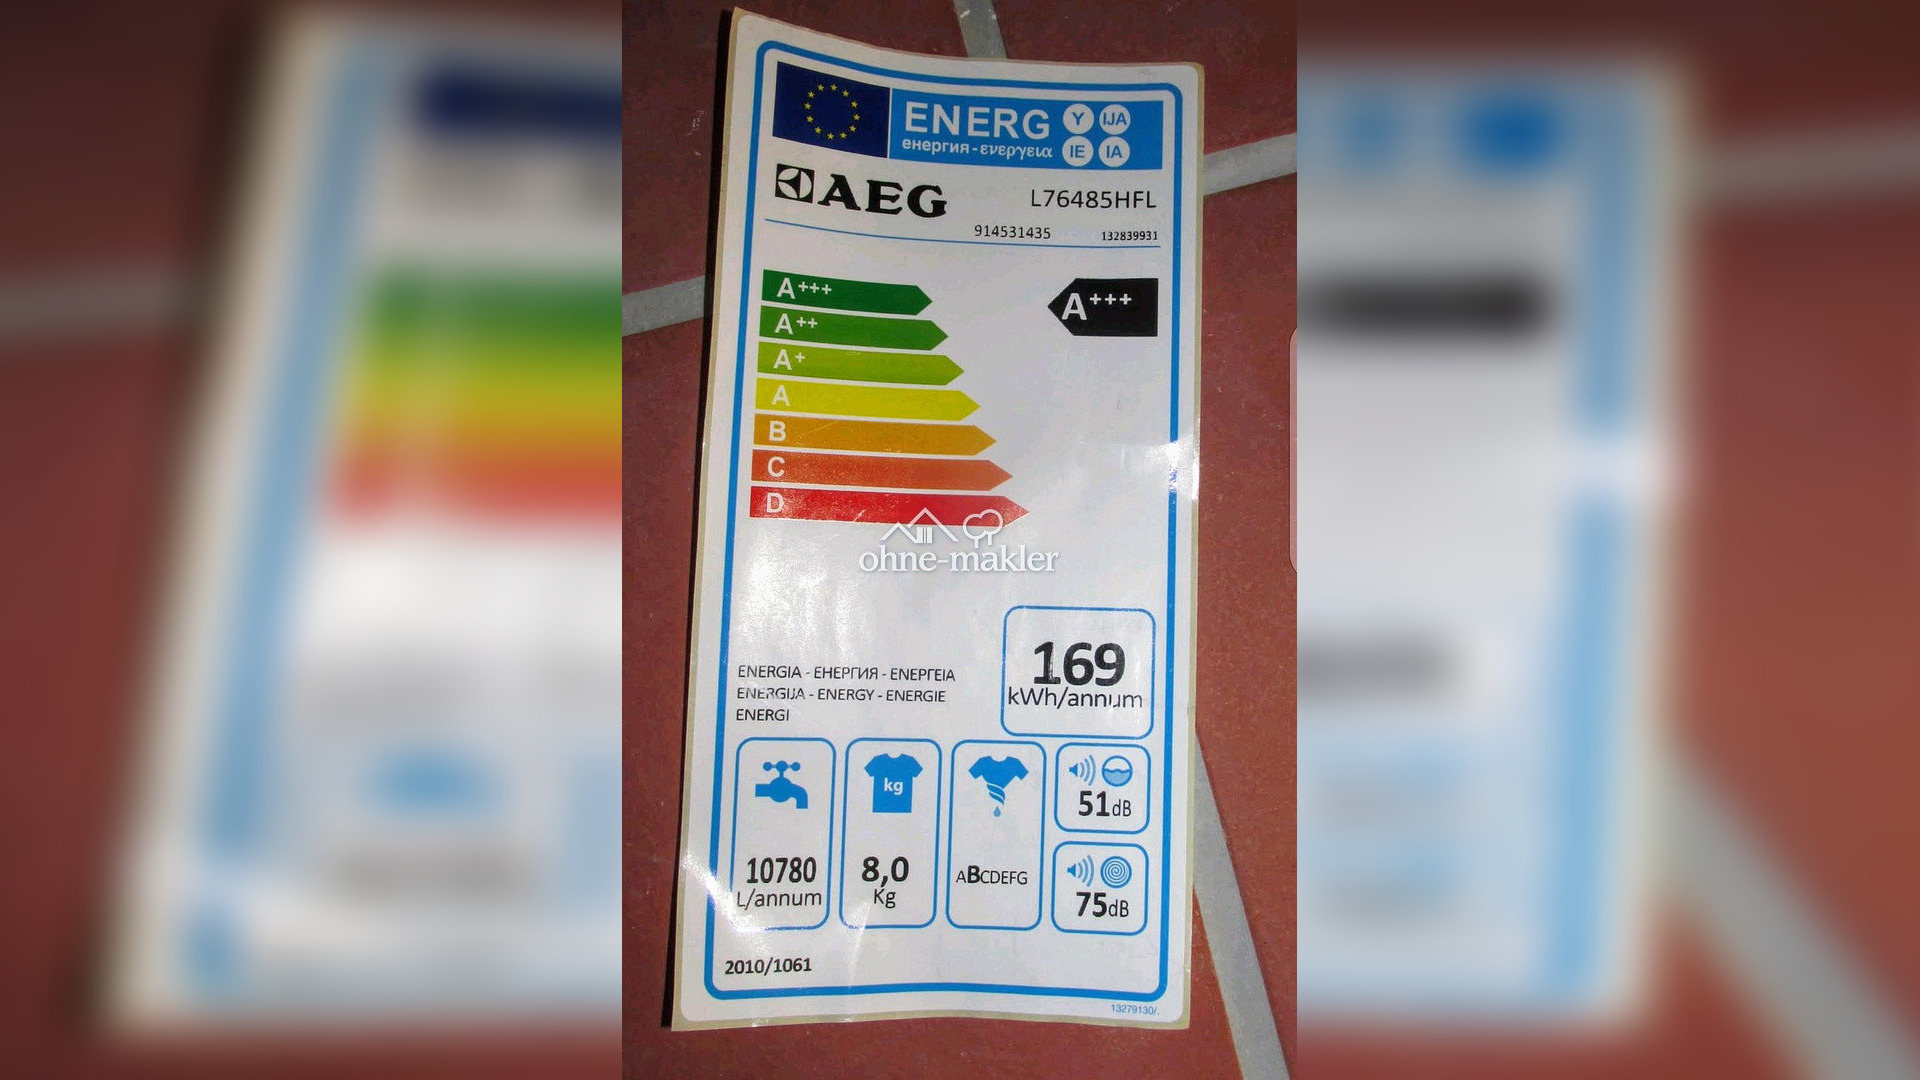 ENERG Y IJA
енергия - ενεργεια IE IA
AEG L76485HFL
914531435 132839931
A+++ A+++
A++
A+
A
B
C
D
ohne-makler
169
kWh/annum
ENERGIA - ЕНЕРГИЯ - ΕΝΕΡΓΕΙΑ
ENERGIJA - ENERGY - ENERGIE
ENERGI
kg
51dB
10780
L/annum
8,0
Kg
ABCDEFG
75dB
2010/1061
13279130/.